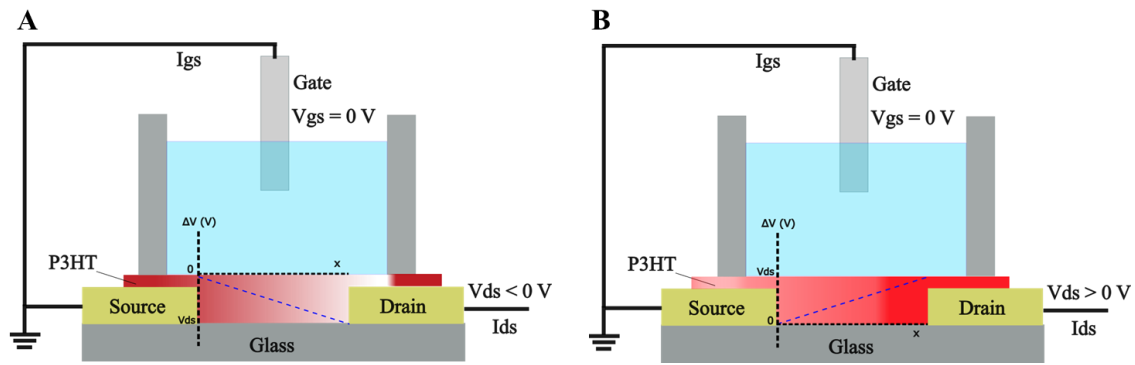 A
Igs
Gate
Vgs = 0 V
ΔV (V)
P3HT
0
x
Vds < 0 V
Source
Vds
Drain
Ids
Glass
B
Igs
Gate
Vgs = 0 V
ΔV (V)
P3HT
Vds
Vds > 0 V
Source
0
x
Drain
Ids
Glass